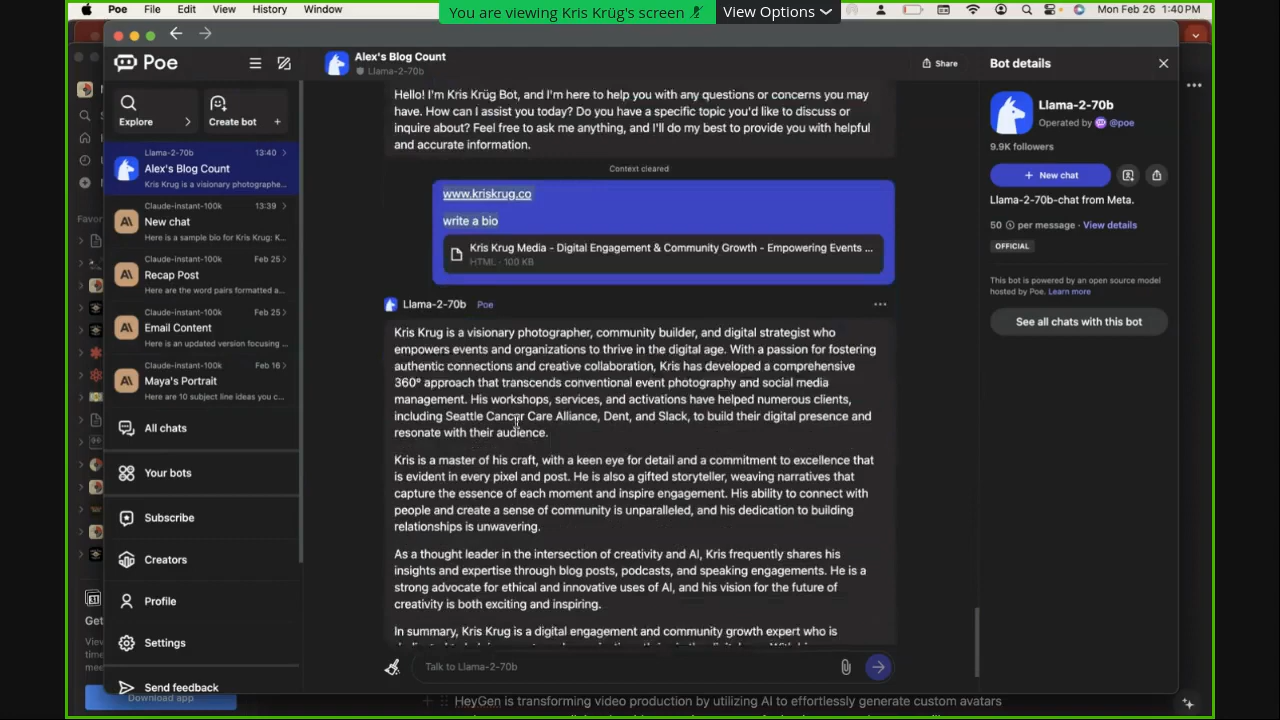 Poe File Edit View History Window
You are viewing Kris Krüg's screen
View Options
Mon Feb 26 1:40 PM
Poe
Explore
Create bot
Llama-2-70b 13:40
Alex's Blog Count
Kris Krug is a visionary photographe...
Claude-instant-100k 13:39
New chat
Here is a sample bio for Kris Krug: K...
Claude-instant-100k Feb 25
Recap Post
Here are the word pairs formatted a...
Claude-instant-100k Feb 25
Email Content
Here is an updated version focusing ...
Claude-instant-100k Feb 16
Maya's Portrait
Here are 10 subject line ideas you c...
All chats
Your bots
Subscribe
Creators
Profile
Settings
Send feedback
Download app
Favor
Get
View
time
mee
Alex's Blog Count
Llama-2-70b
Share
Hello! I'm Kris Krüg Bot, and I'm here to help you with any questions or concerns you may
have. How can I assist you today? Do you have a specific topic you'd like to discuss or
inquire about? Feel free to ask me anything, and I'll do my best to provide you with helpful
and accurate information.
Context cleared
www.kriskrug.co
write a bio
Kris Krug Media - Digital Engagement & Community Growth - Empowering Events ...
HTML · 100 KB
Llama-2-70b Poe
Kris Krug is a visionary photographer, community builder, and digital strategist who
empowers events and organizations to thrive in the digital age. With a passion for fostering
authentic connections and creative collaboration, Kris has developed a comprehensive
360° approach that transcends conventional event photography and social media
management. His workshops, services, and activations have helped numerous clients,
including Seattle Cancer Care Alliance, Dent, and Slack, to build their digital presence and
resonate with their audience.
Kris is a master of his craft, with a keen eye for detail and a commitment to excellence that
is evident in every pixel and post. He is also a gifted storyteller, weaving narratives that
capture the essence of each moment and inspire engagement. His ability to connect with
people and create a sense of community is unparalleled, and his dedication to building
relationships is unwavering.
As a thought leader in the intersection of creativity and AI, Kris frequently shares his
insights and expertise through blog posts, podcasts, and speaking engagements. He is a
strong advocate for ethical and innovative uses of AI, and his vision for the future of
creativity is both exciting and inspiring.
In summary, Kris Krug is a digital engagement and community growth expert who is
Talk to Llama-2-70b
HeyGen is transforming video production by utilizing AI to effortlessly generate custom avatars
Bot details
Llama-2-70b
Operated by @poe
9.9K followers
+ New chat
Llama-2-70b-chat from Meta.
50 per message · View details
OFFICIAL
This bot is powered by an open source model
hosted by Poe. Learn more
See all chats with this bot